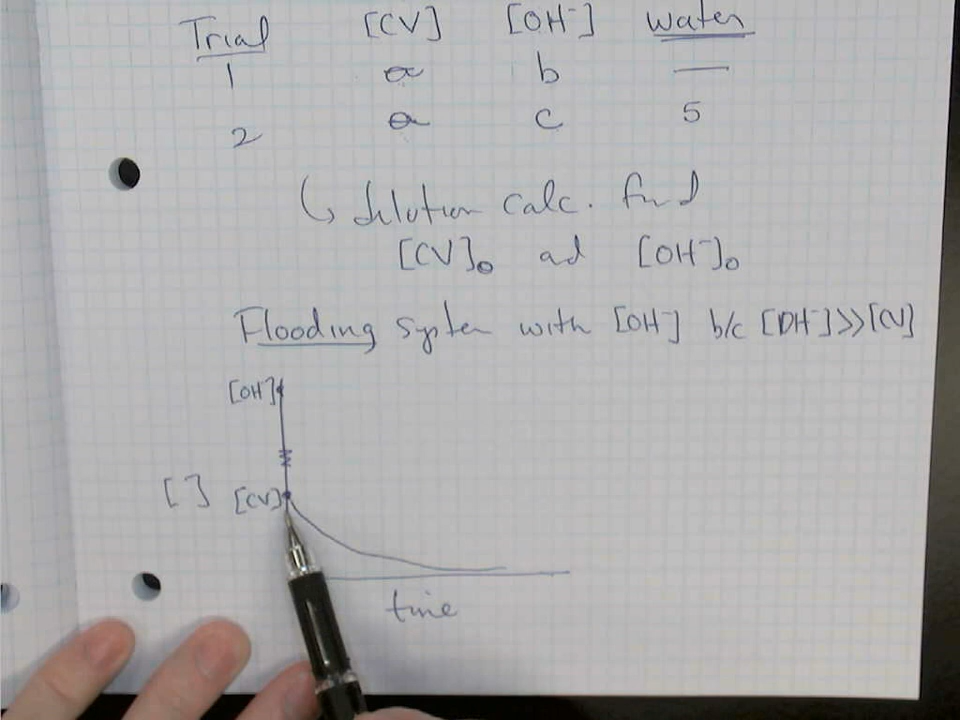 Trial [CV] [OH⁻] water
1 a b —
2 a c 5
↳ dilution calc. find
[CV]₀ ad [OH⁻]₀
Flooding system with [OH⁻] b/c [OH⁻]>>[CV]
[OH]
[ ] [CV]
time